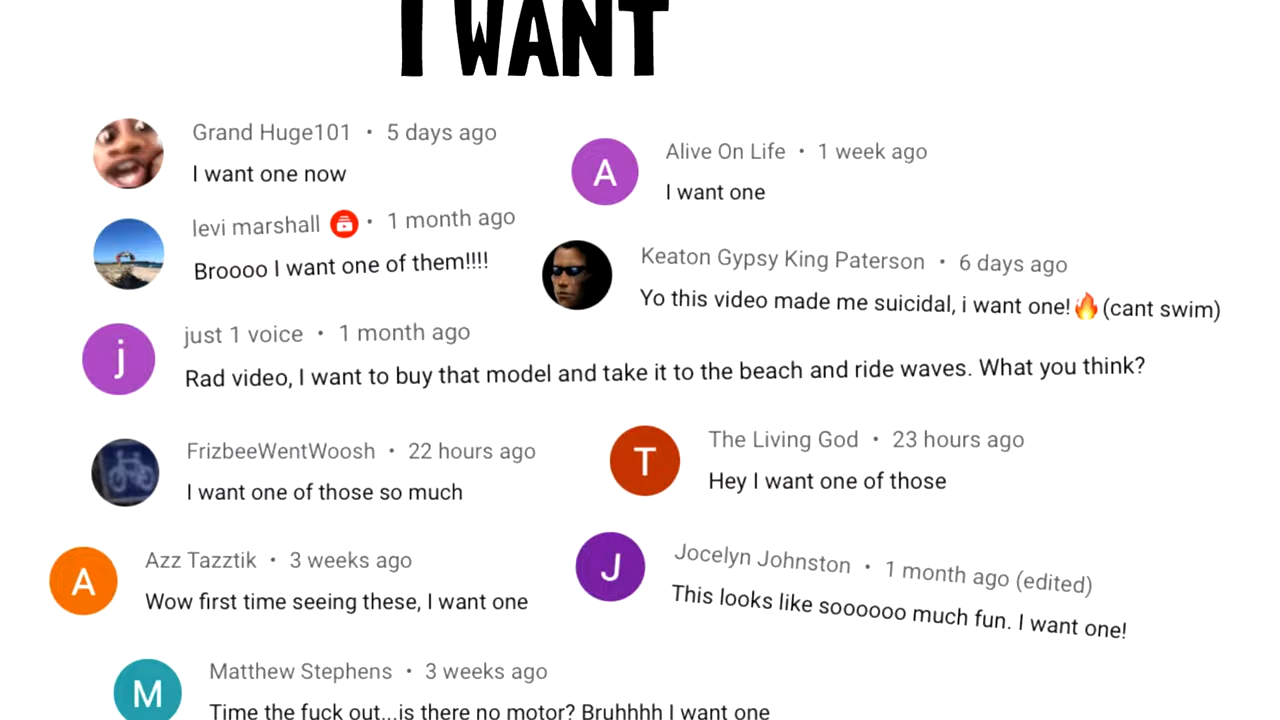 I WANT
Grand Huge101 • 5 days ago
I want one now
A
Alive On Life • 1 week ago
I want one
levi marshall • 1 month ago
Broooo I want one of them!!!!
Keaton Gypsy King Paterson • 6 days ago
Yo this video made me suicidal, i want one!🔥(cant swim)
j
just 1 voice • 1 month ago
Rad video, I want to buy that model and take it to the beach and ride waves. What you think?
FrizbeeWentWoosh • 22 hours ago
I want one of those so much
T
The Living God • 23 hours ago
Hey I want one of those
A
Azz Tazztik • 3 weeks ago
Wow first time seeing these, I want one
J
Jocelyn Johnston • 1 month ago (edited)
This looks like soooooo much fun. I want one!
M
Matthew Stephens • 3 weeks ago
Time the fuck out...is there no motor? Bruhhhh I want one